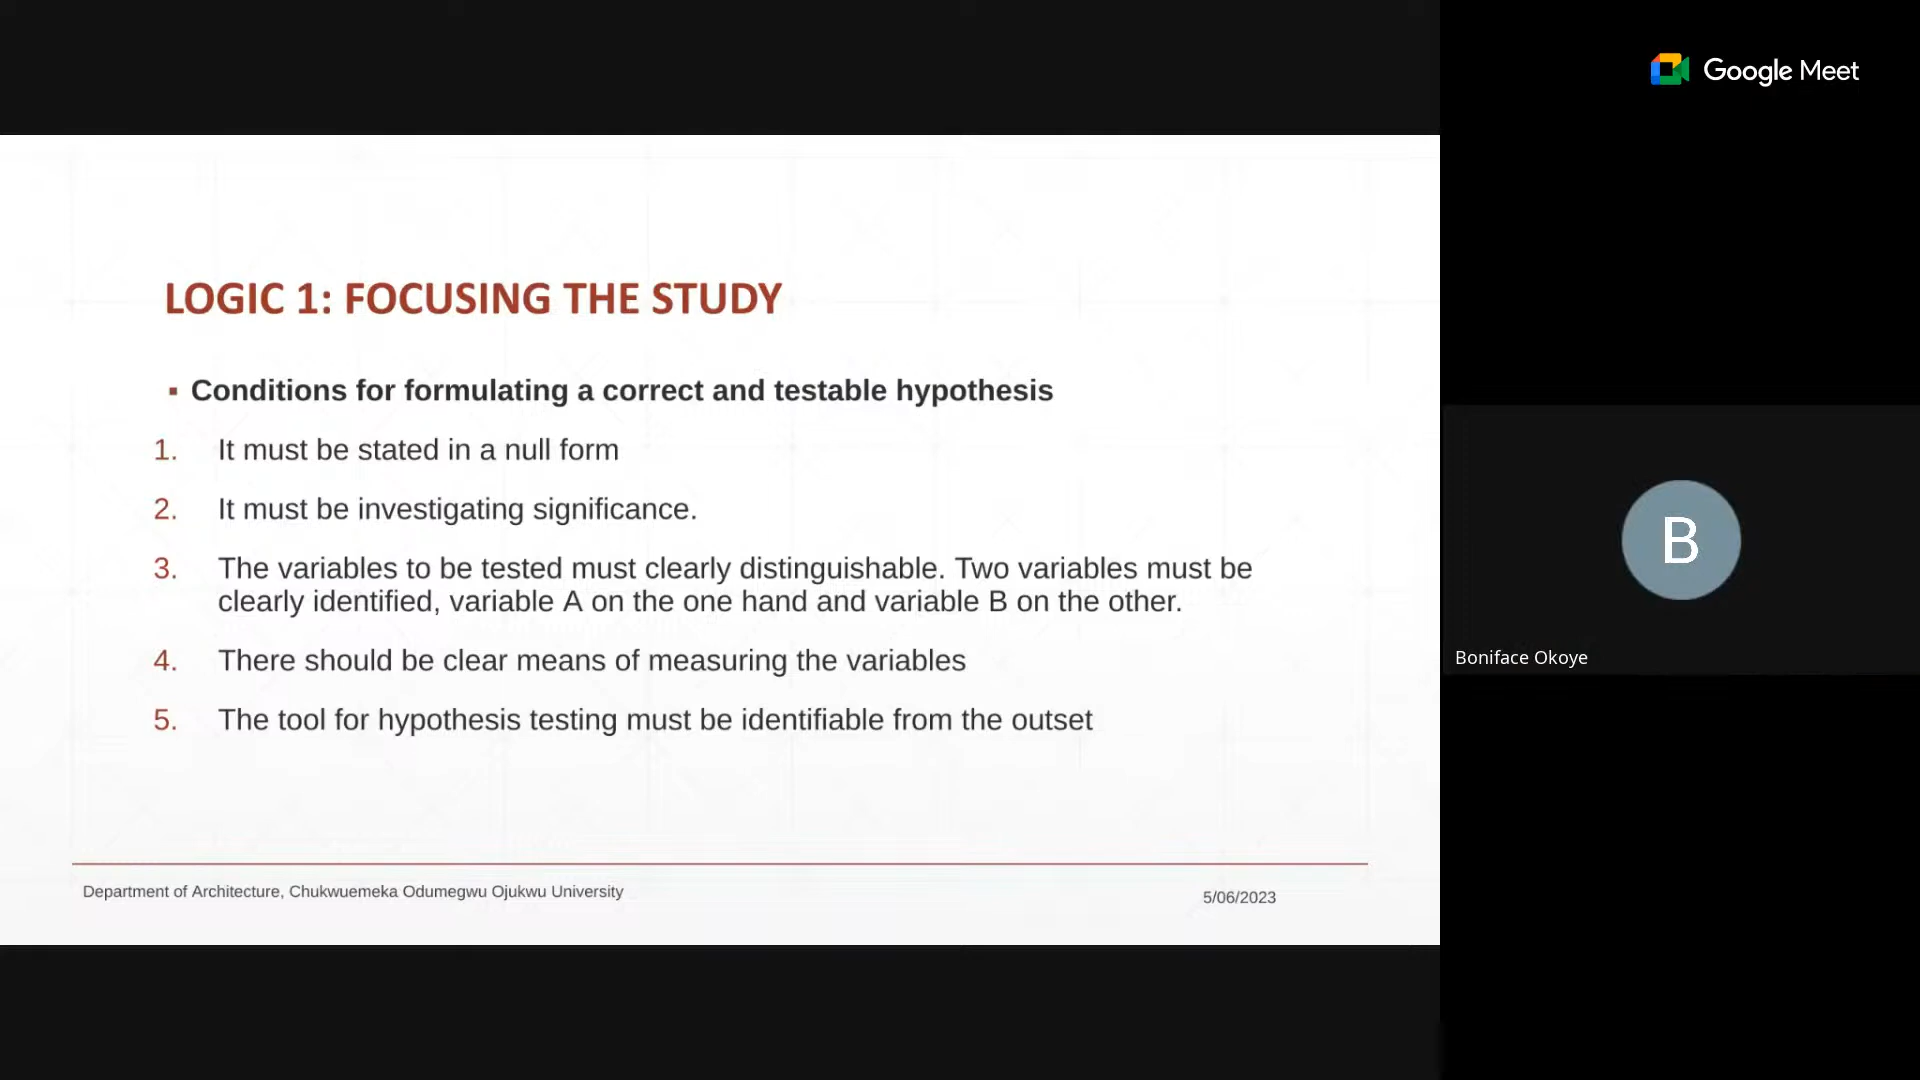 Google Meet
LOGIC 1: FOCUSING THE STUDY
▪ Conditions for formulating a correct and testable hypothesis
1. It must be stated in a null form
2. It must be investigating significance.
3. The variables to be tested must clearly distinguishable. Two variables must be
clearly identified, variable A on the one hand and variable B on the other.
4. There should be clear means of measuring the variables
5. The tool for hypothesis testing must be identifiable from the outset
Department of Architecture, Chukwuemeka Odumegwu Ojukwu University
5/06/2023
B
Boniface Okoye